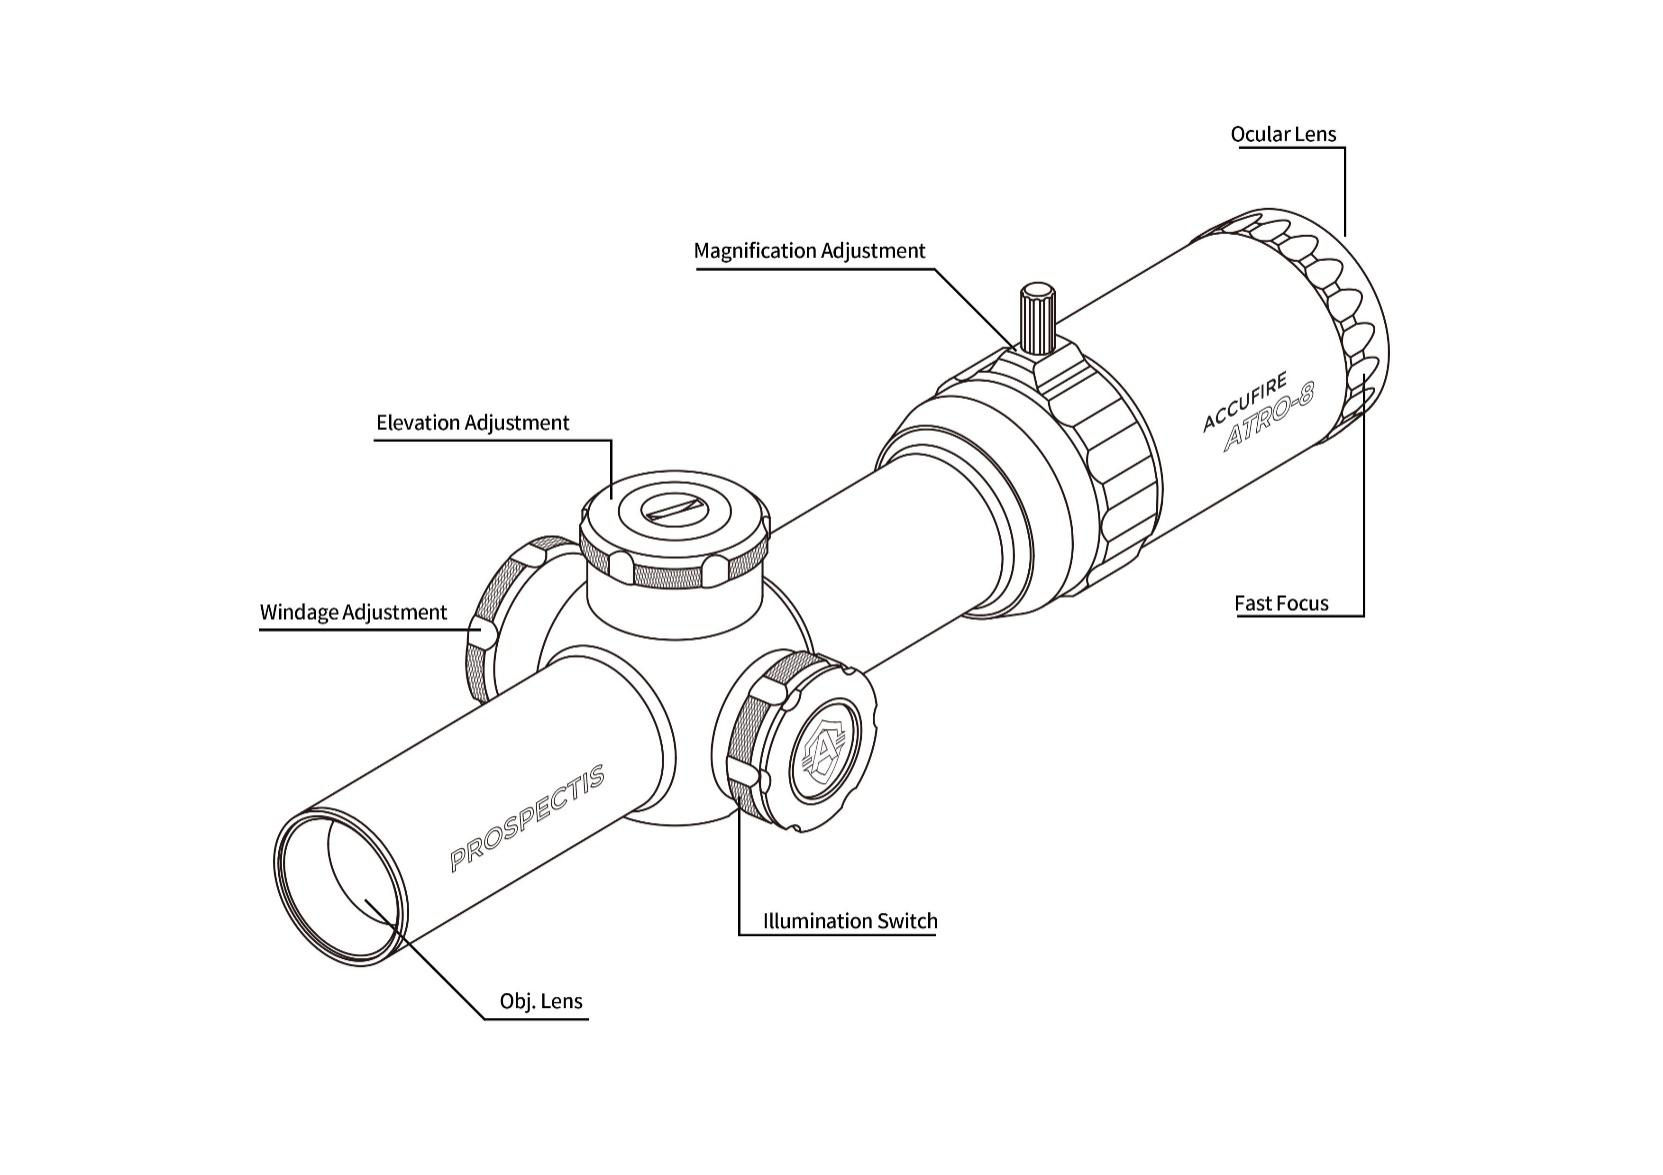 Ocular Lens
Magnification Adjustment
ACCUFIRE
ATRO-8
Elevation Adjustment
Fast Focus
Windage Adjustment
A
PROSPECTIS
Illumination Switch
Obj. Lens